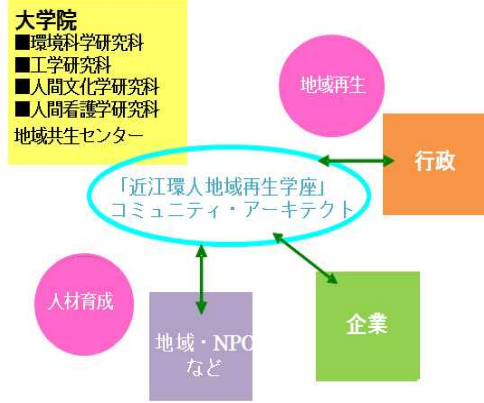 大学院
■環境科学研究科
■工学研究科
■人間文化学研究科
■人間看護学研究科
地域共生センター
地域再生
行政
「近江環人地域再生学座」
コミュニティ・アーキテクト
人材育成
地域・NPO
など
企業